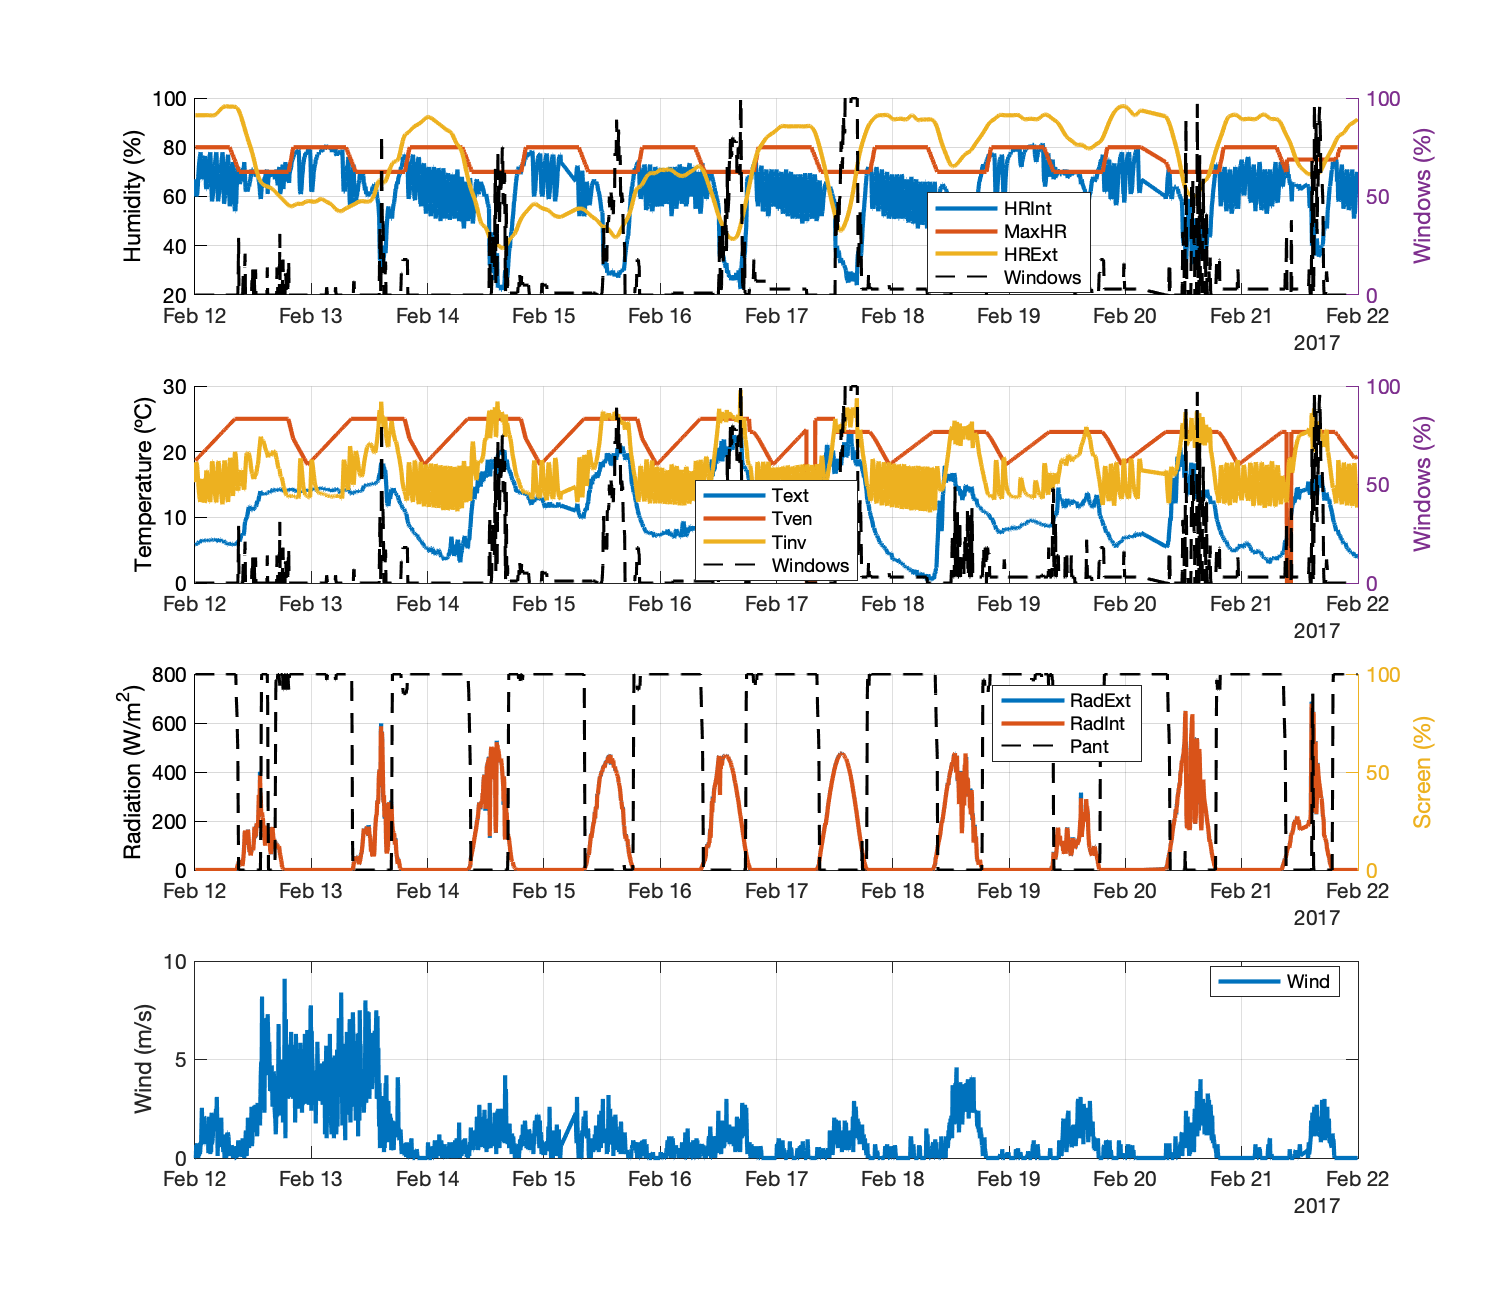 100
80
60
40
20
Humidity (%)
100
50
0
Windows (%)
HRInt
MaxHR
HRExt
Windows
Feb 12 Feb 13 Feb 14 Feb 15 Feb 16 Feb 17 Feb 18 Feb 19 Feb 20 Feb 21 Feb 22
2017
30
20
10
0
Temperature (ºC)
100
50
0
Windows (%)
Text
Tven
Tinv
Windows
Feb 12 Feb 13 Feb 14 Feb 15 Feb 16 Feb 17 Feb 18 Feb 19 Feb 20 Feb 21 Feb 22
2017
800
600
400
200
0
Radiation (W/m²)
100
50
0
Screen (%)
RadExt
RadInt
Pant
Feb 12 Feb 13 Feb 14 Feb 15 Feb 16 Feb 17 Feb 18 Feb 19 Feb 20 Feb 21 Feb 22
2017
10
5
0
Wind (m/s)
Wind
Feb 12 Feb 13 Feb 14 Feb 15 Feb 16 Feb 17 Feb 18 Feb 19 Feb 20 Feb 21 Feb 22
2017